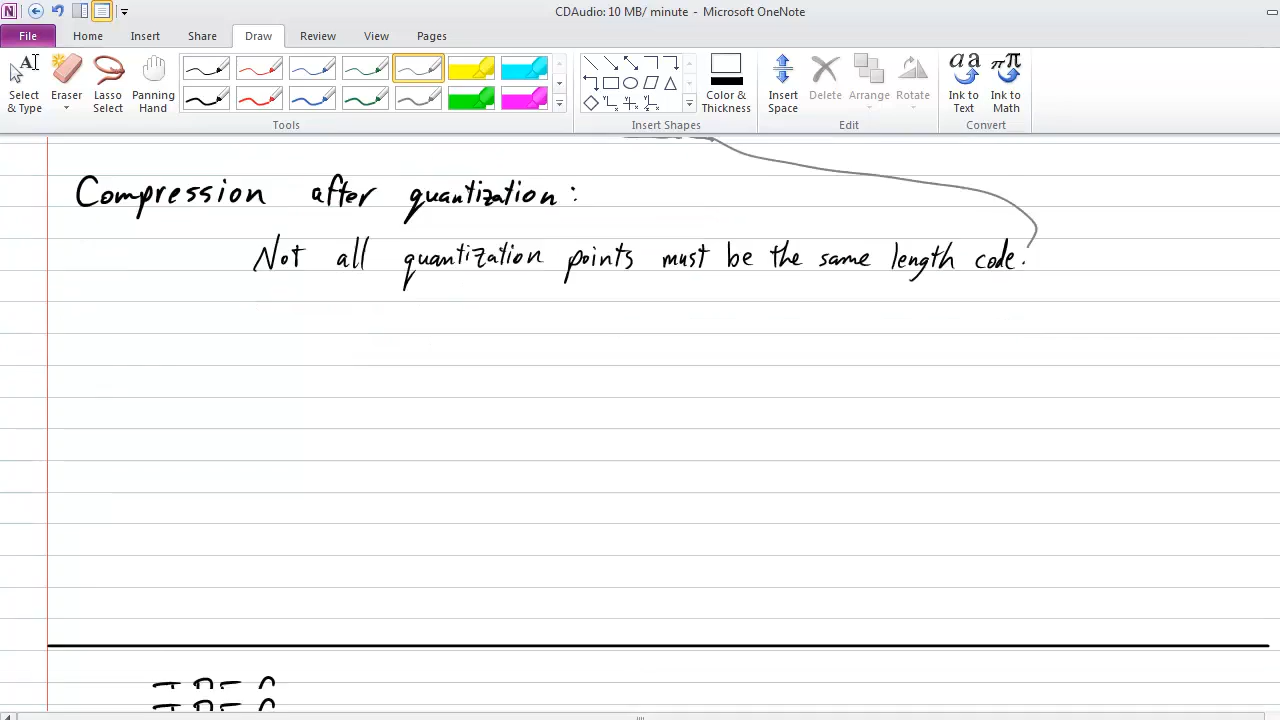 CDAudio: 10 MB/ minute - Microsoft OneNote
File Home Insert Share Draw Review View Pages
Select & Type
Eraser
Lasso Select
Panning Hand
Color & Thickness
Insert Space
Delete
Arrange
Rotate
Ink to Text
Ink to Math
Tools Insert Shapes Edit Convert
Compression after quantization:
Not all quantization points must be the same length code.